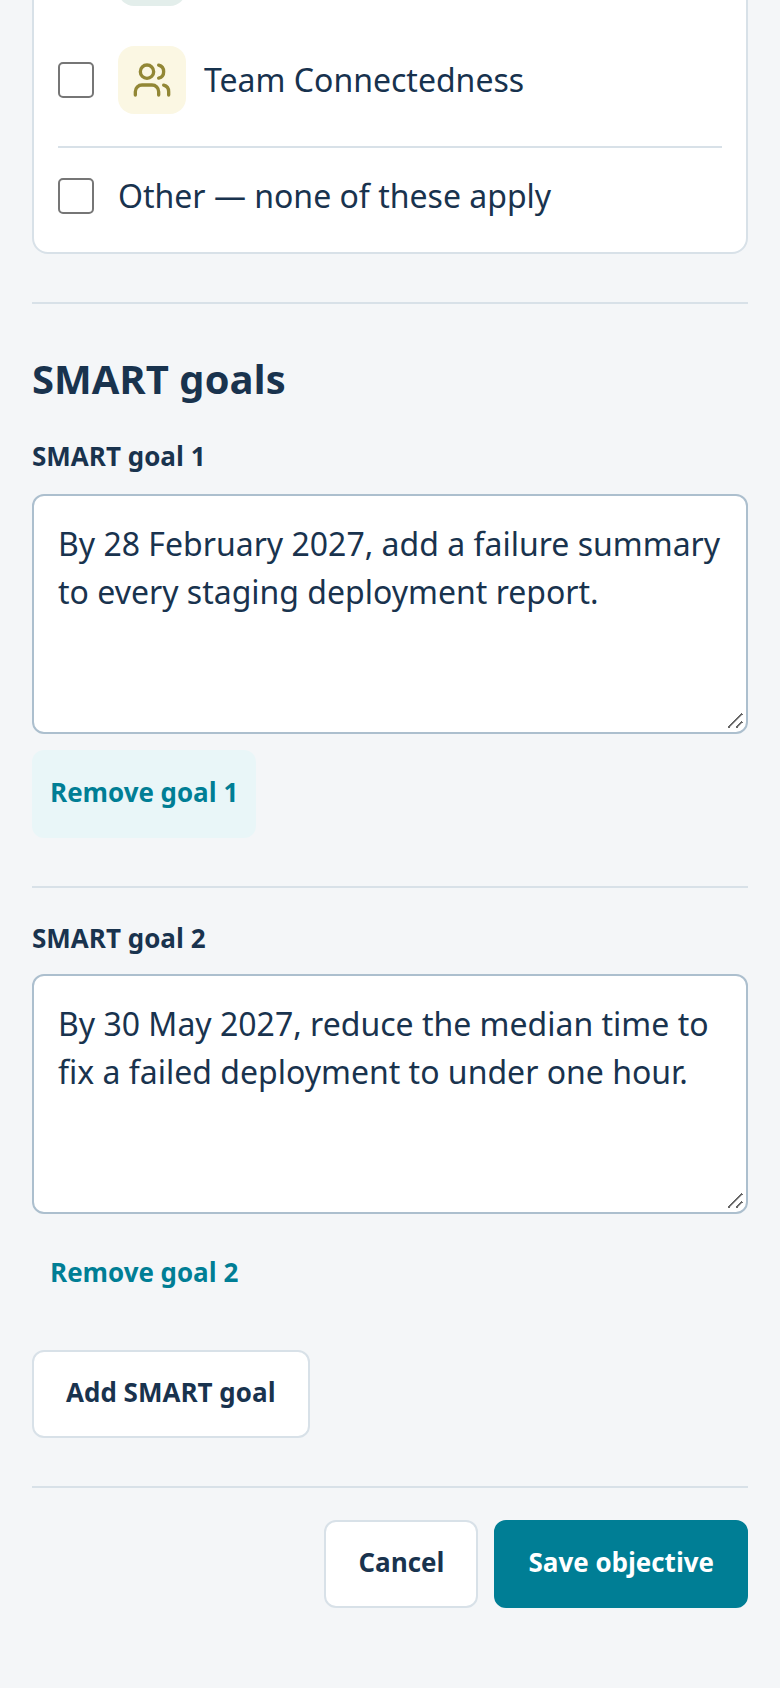 Team Connectedness
Other — none of these apply
SMART goals
SMART goal 1
By 28 February 2027, add a failure summary
to every staging deployment report.
Remove goal 1
SMART goal 2
By 30 May 2027, reduce the median time to
fix a failed deployment to under one hour.
Remove goal 2
Add SMART goal
Cancel
Save objective